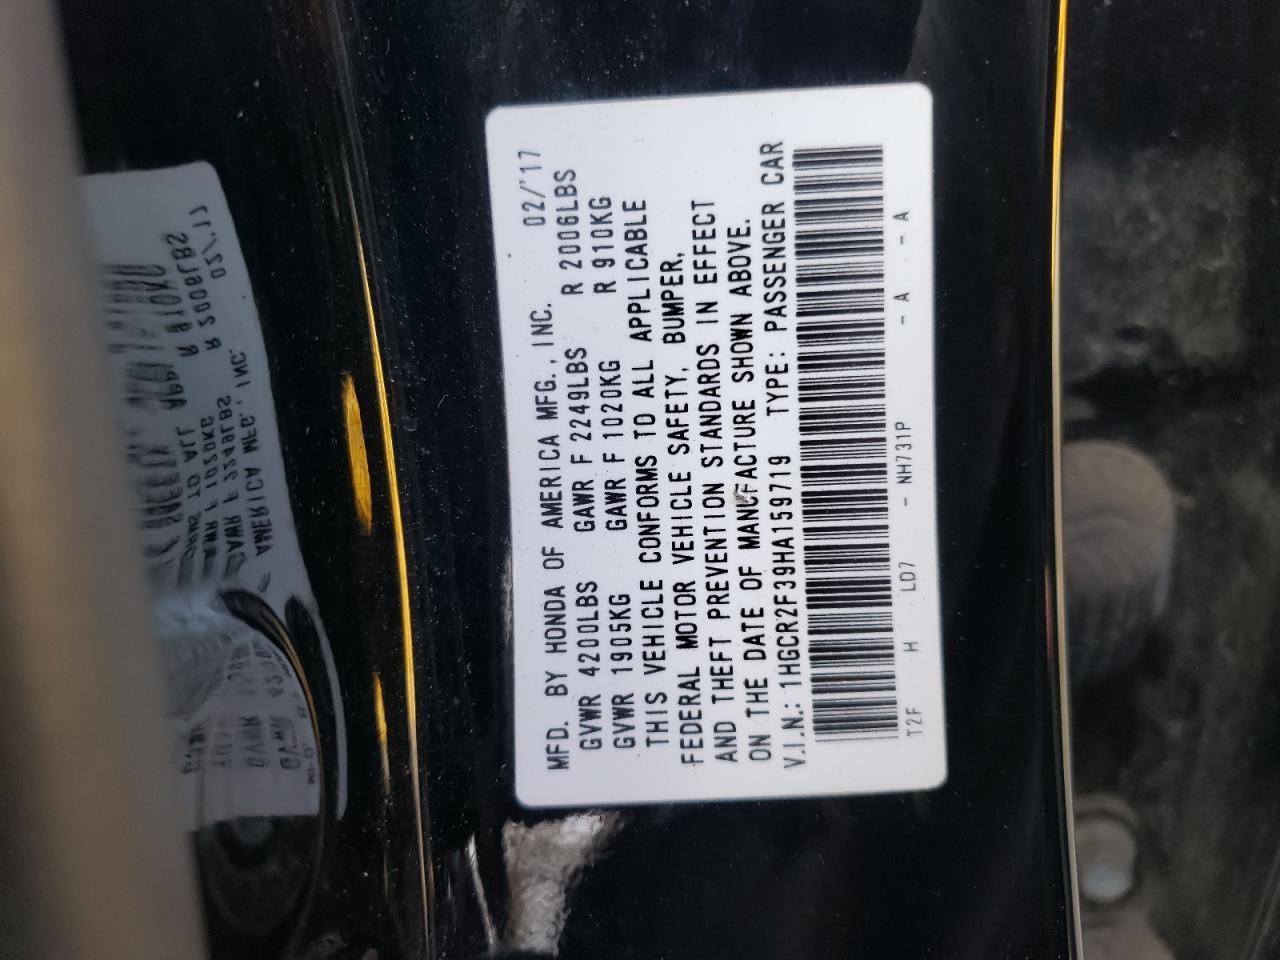 MFD. BY HONDA OF AMERICA MFG., INC. 02/'17
GVWR 4200LBS GAWR F 2249LBS R 2006LBS
GVWR 1905KG GAWR F 1020KG R 910KG
THIS VEHICLE CONFORMS TO ALL APPLICABLE
FEDERAL MOTOR VEHICLE SAFETY, BUMPER,
AND THEFT PREVENTION STANDARDS IN EFFECT
ON THE DATE OF MANUFACTURE SHOWN ABOVE.
V.I.N.: 1HGCR2F39HA159719 TYPE: PASSENGER CAR
T2F H LD7 - NH731P - A - A